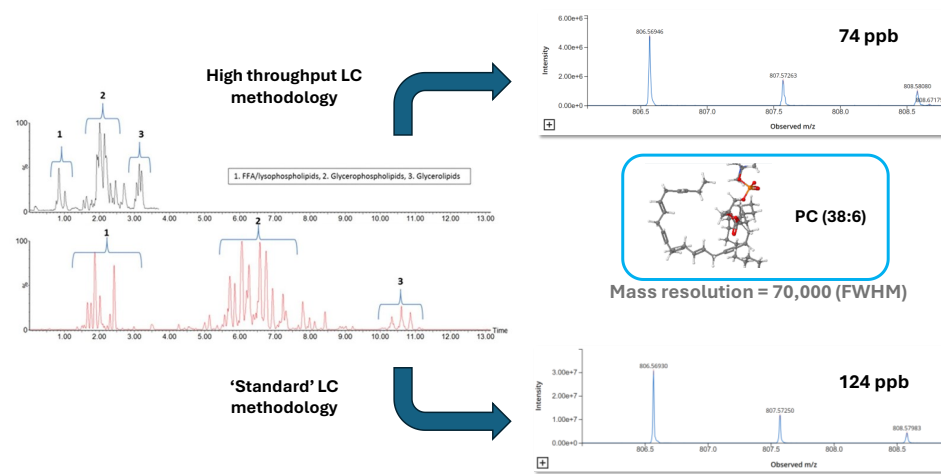 High throughput LC
methodology
100
%
1
2
3
1. FFA/lysophospholipids, 2. Glycerophospholipids, 3. Glycerolipids
1.00 2.00 3.00 4.00 5.00 6.00 7.00 8.00 9.00 10.00 11.00 12.00 13.00
100
%
1
2
3
Time
1.00 2.00 3.00 4.00 5.00 6.00 7.00 8.00 9.00 10.00 11.00 12.00 13.00
'Standard' LC
methodology
74 ppb
Intensity
6.00e+6
4.00e+6
2.00e+6
0.00e+0
806.56946
807.57263
808.58080
806.5 807.0 807.5 808.0 808.5
Observed m/z
PC (38:6)
Mass resolution = 70,000 (FWHM)
124 ppb
Intensity
3.00e+7
2.00e+7
1.00e+7
0.00e+0
806.56930
807.57250
808.57983
806.5 807.0 807.5 808.0 808.5
Observed m/z